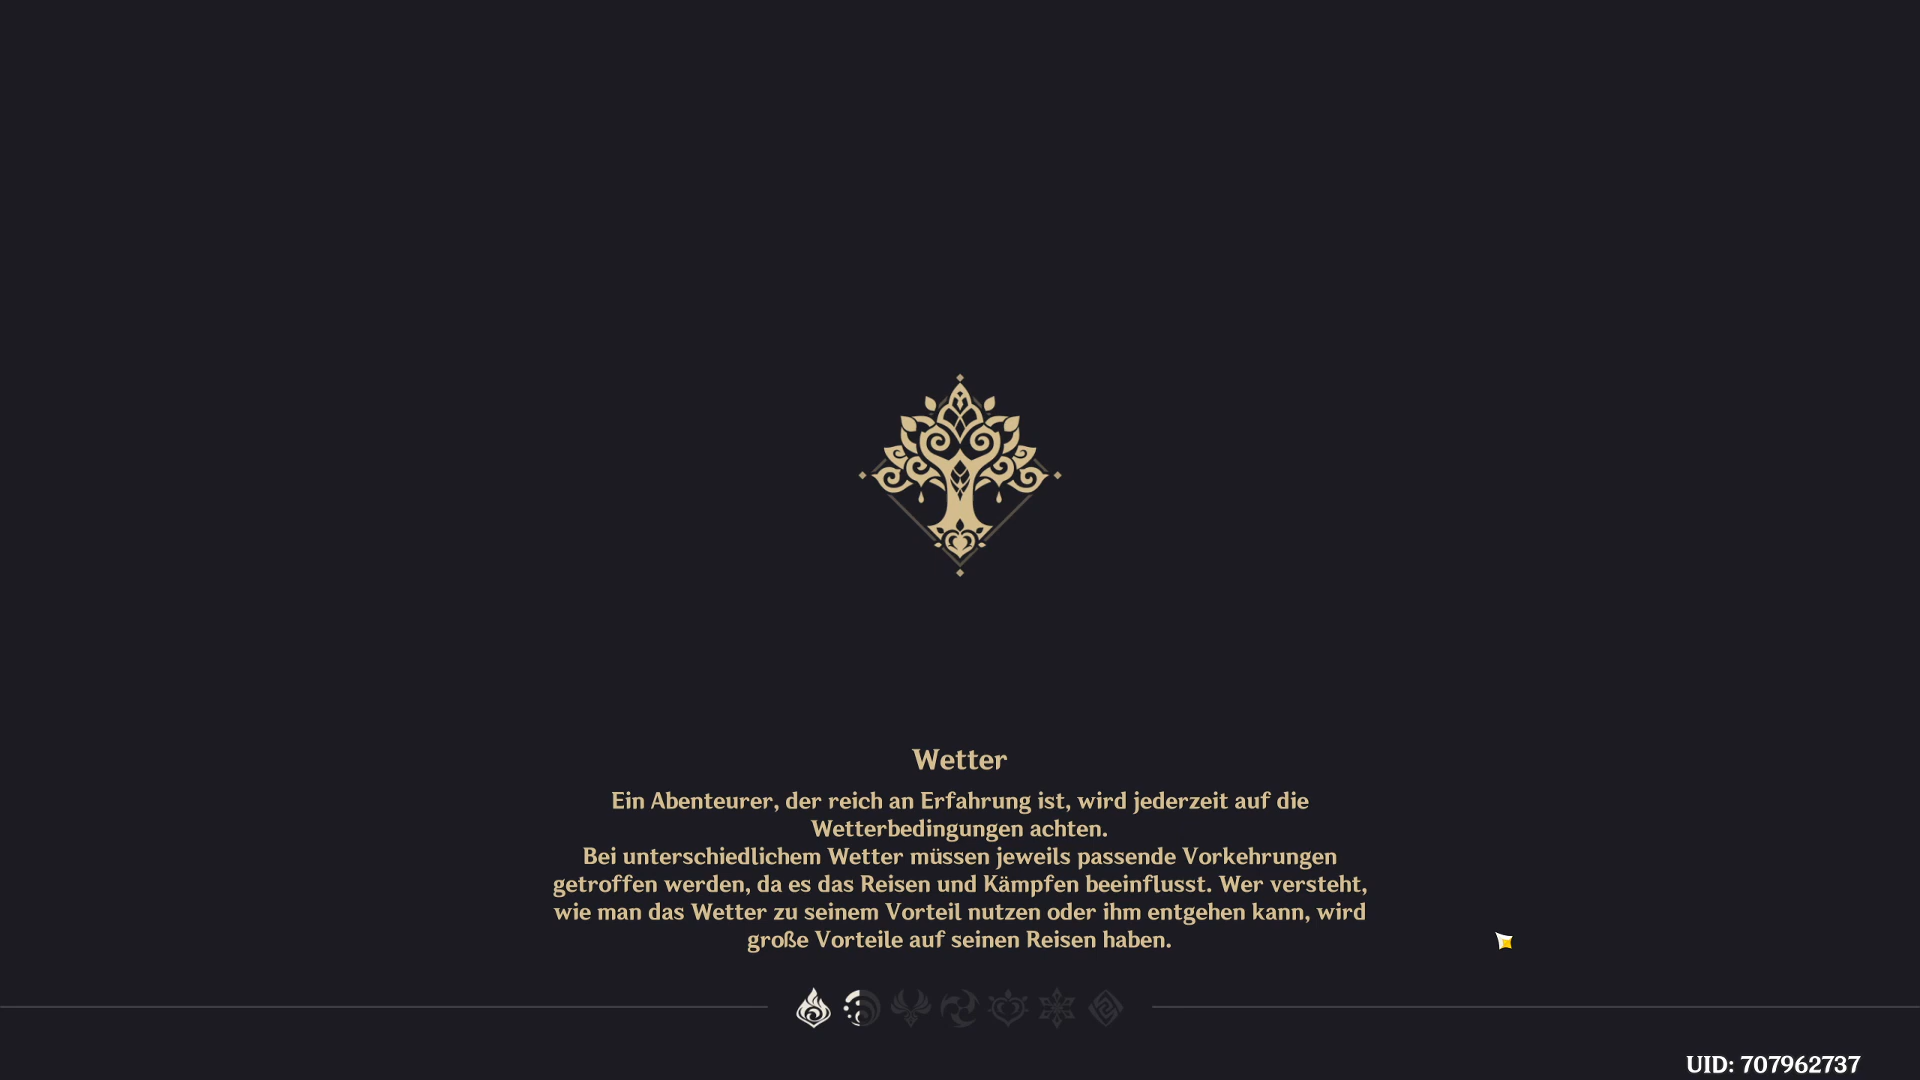 Wetter
Ein Abenteurer, der reich an Erfahrung ist, wird jederzeit auf die
Wetterbedingungen achten.
Bei unterschiedlichem Wetter müssen jeweils passende Vorkehrungen
getroffen werden, da es das Reisen und Kämpfen beeinflusst. Wer versteht,
wie man das Wetter zu seinem Vorteil nutzen oder ihm entgehen kann, wird
große Vorteile auf seinen Reisen haben.
UID: 707962737